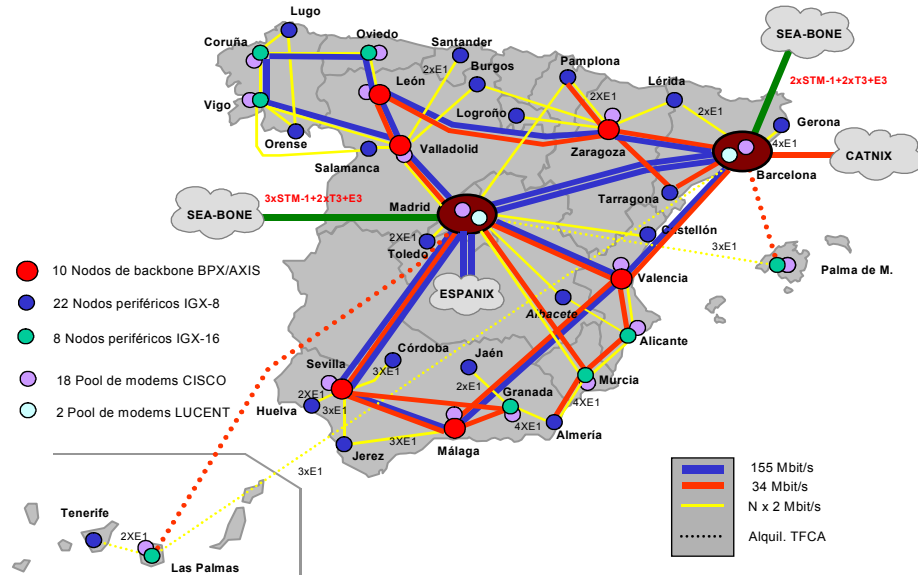 Lugo
Coruña
Oviedo
Santander
SEA-BONE
2xE1
Burgos
Pamplona
León
Lérida
2xSTM-1+2xT3+E3
2XE1
2xE1
Vigo
Logroño
Gerona
4xE1
Orense
Valladolid
Zaragoza
CATNIX
Salamanca
Barcelona
Madrid
Tarragona
3xSTM-1+2xT3+E3
SEA-BONE
2XE1
Toledo
Castellón
3xE1
Palma de M.
10 Nodos de backbone BPX/AXIS
Valencia
ESPANIX
22 Nodos periféricos IGX-8
Albacete
8 Nodos periféricos IGX-16
Alicante
Córdoba
Jaén
Sevilla
18 Pool de modems CISCO
3XE1
2xE1
Murcia
2XE1
Granada
4XE1
2 Pool de modems LUCENT
Huelva
3xE1
4XE1
Almería
3XE1
Málaga
Jerez
3xE1
155 Mbit/s
34 Mbit/s
N x 2 Mbit/s
Alquil. TFCA
Tenerife
2XE1
Las Palmas